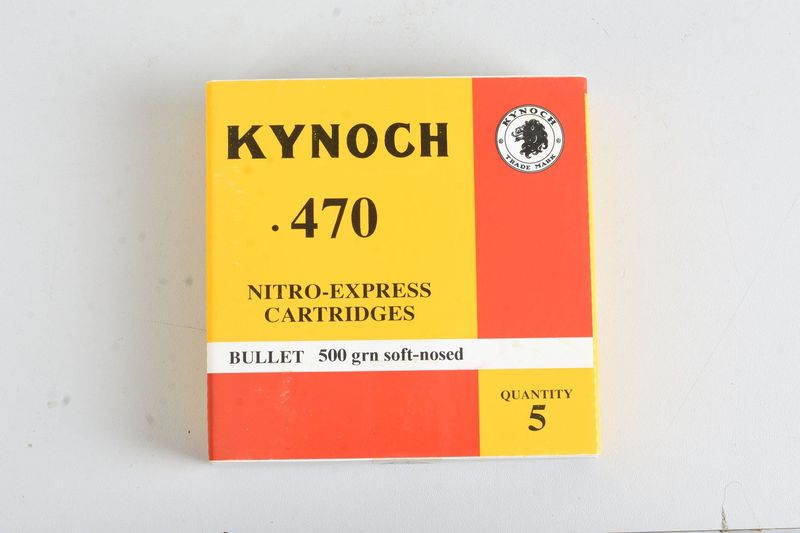 KYNOCH
.470
NITRO-EXPRESS
CARTRIDGES
BULLET 500 grn soft-nosed
KYNOCH
TRADE MARK
QUANTITY
5